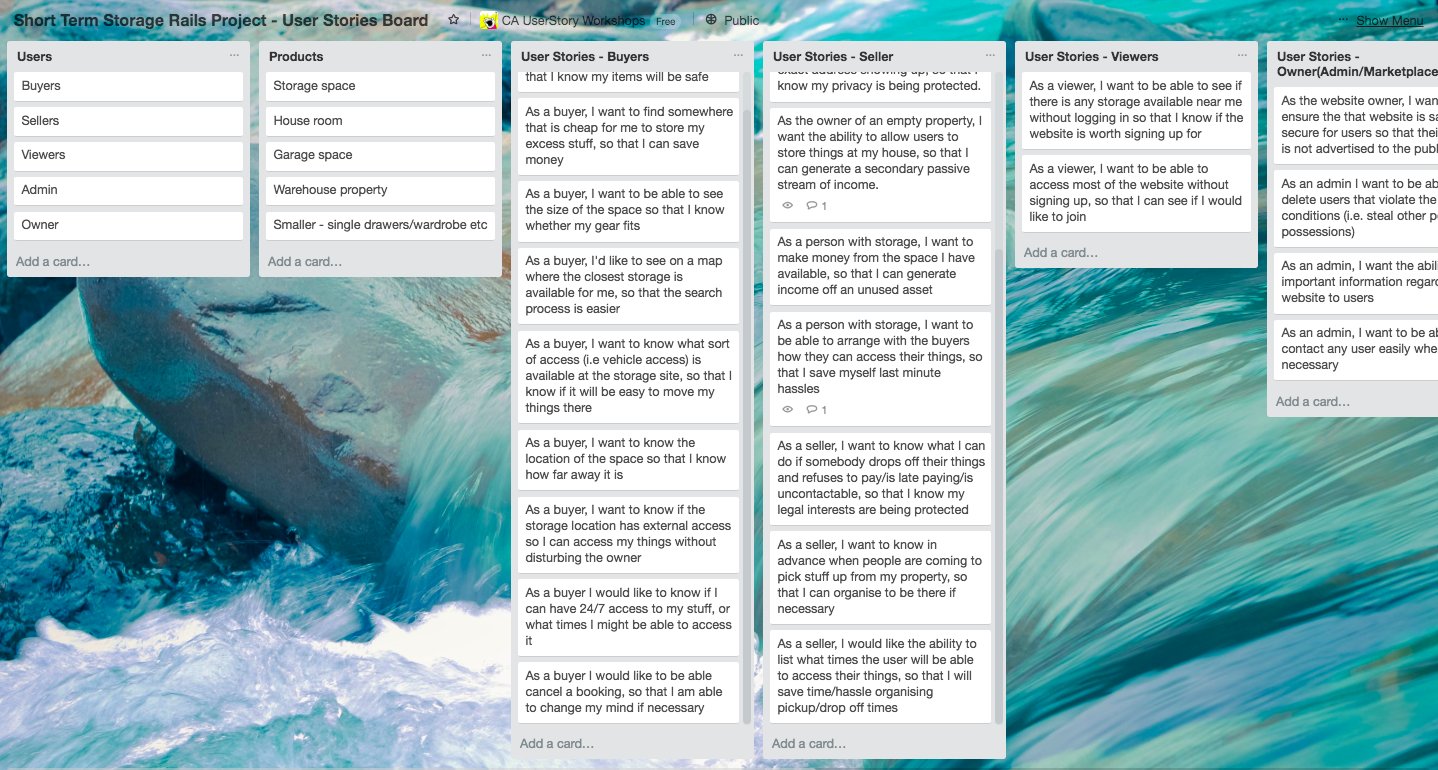 Short Term Storage Rails Project - User Stories Board
CA UserStory Workshops Free
Public
... Show Menu
Users
Buyers
Sellers
Viewers
Admin
Owner
Add a card...
Products
Storage space
House room
Garage space
Warehouse property
Smaller - single drawers/wardrobe etc
Add a card...
User Stories - Buyers
that I know my items will be safe
As a buyer, I want to find somewhere
that is cheap for me to store my
excess stuff, so that I can save
money
As a buyer, I want to be able to see
the size of the space so that I know
whether my gear fits
As a buyer, I'd like to see on a map
where the closest storage is
available for me, so that the search
process is easier
As a buyer, I want to know what sort
of access (i.e vehicle access) is
available at the storage site, so that I
know if it will be easy to move my
things there
As a buyer, I want to know the
location of the space so that I know
how far away it is
As a buyer, I want to know if the
storage location has external access
so I can access my things without
disturbing the owner
As a buyer I would like to know if I
can have 24/7 access to my stuff, or
what times I might be able to access
it
As a buyer I would like to be able
cancel a booking, so that I am able
to change my mind if necessary
Add a card...
User Stories - Seller
exact address showing up, so that I
know my privacy is being protected.
As the owner of an empty property, I
want the ability to allow users to
store things at my house, so that I
can generate a secondary passive
stream of income.
1
As a person with storage, I want to
make money from the space I have
available, so that I can generate
income off an unused asset
As a person with storage, I want to
be able to arrange with the buyers
how they can access their things, so
that I save myself last minute
hassles
1
As a seller, I want to know what I can
do if somebody drops off their things
and refuses to pay/is late paying/is
uncontactable, so that I know my
legal interests are being protected
As a seller, I want to know in
advance when people are coming to
pick stuff up from my property, so
that I can organise to be there if
necessary
As a seller, I would like the ability to
list what times the user will be able
to access their things, so that I will
save time/hassle organising
pickup/drop off times
Add a card...
User Stories - Viewers
As a viewer, I want to be able to see if
there is any storage available near me
without logging in so that I know if the
website is worth signing up for
As a viewer, I want to be able to
access most of the website without
signing up, so that I can see if I would
like to join
Add a card...
User Stories -
Owner(Admin/Marketplace
As the website owner, I wan
ensure the that website is sa
secure for users so that thei
is not advertised to the publ
As an admin I want to be ab
delete users that violate the
conditions (i.e. steal other p
possessions)
As an admin, I want the abili
important information regard
website to users
As an admin, I want to be ab
contact any user easily whe
necessary
Add a card...